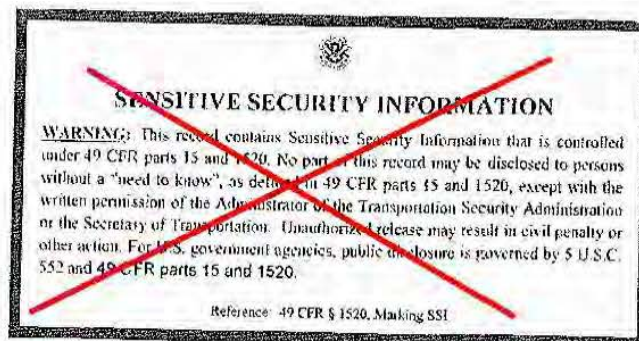 SENSITIVE SECURITY INFORMATION
WARNING: This record contains Sensitive Security Information that is controlled
under 49 CFR parts 15 and 1520. No part of this record may be disclosed to persons
without a "need to know", as defined in 49 CFR parts 15 and 1520, except with the
written permission of the Administrator of the Transportation Security Administration
or the Secretary of Transportation. Unauthorized release may result in civil penalty or
other action. For U.S. government agencies, public disclosure is governed by 5 U.S.C.
552 and 49 CFR parts 15 and 1520.
Reference: 49 CFR § 1520. Marking SSI